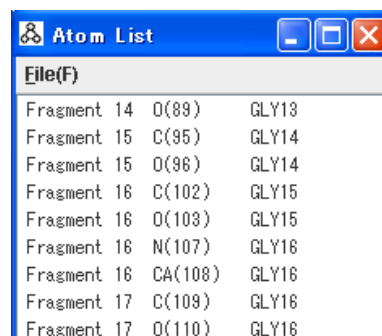 Atom List
File(F)
Fragment 14 O(89) GLY13
Fragment 15 C(95) GLY14
Fragment 15 O(96) GLY14
Fragment 16 C(102) GLY15
Fragment 16 O(103) GLY15
Fragment 16 N(107) GLY16
Fragment 16 CA(108) GLY16
Fragment 17 C(109) GLY16
Fragment 17 O(110) GLY16